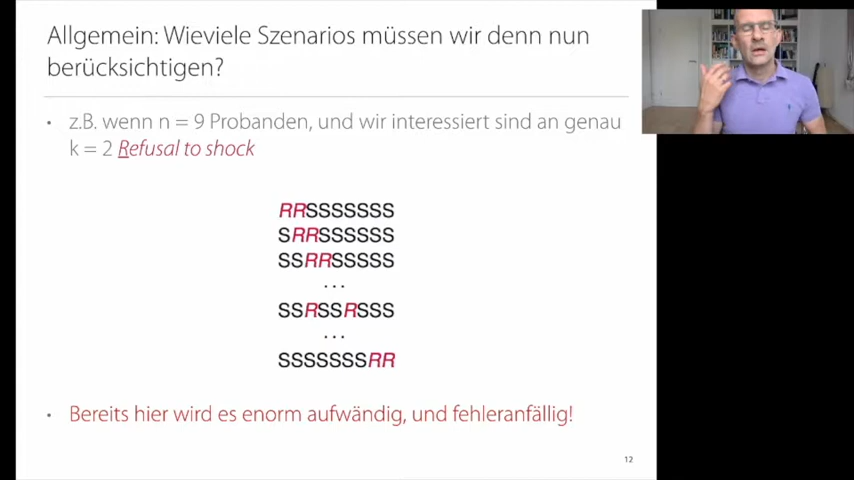 Allgemein: Wieviele Szenarios müssen wir denn nun
berücksichtigen?
• z.B. wenn n = 9 Probanden, und wir interessiert sind an genau
k = 2 Refusal to shock
RRSSSSSSS
SRRSSSSSS
SSRRSSSSS
...
SSRSSRSSS
...
SSSSSSSRR
• Bereits hier wird es enorm aufwändig, und fehleranfällig!
12